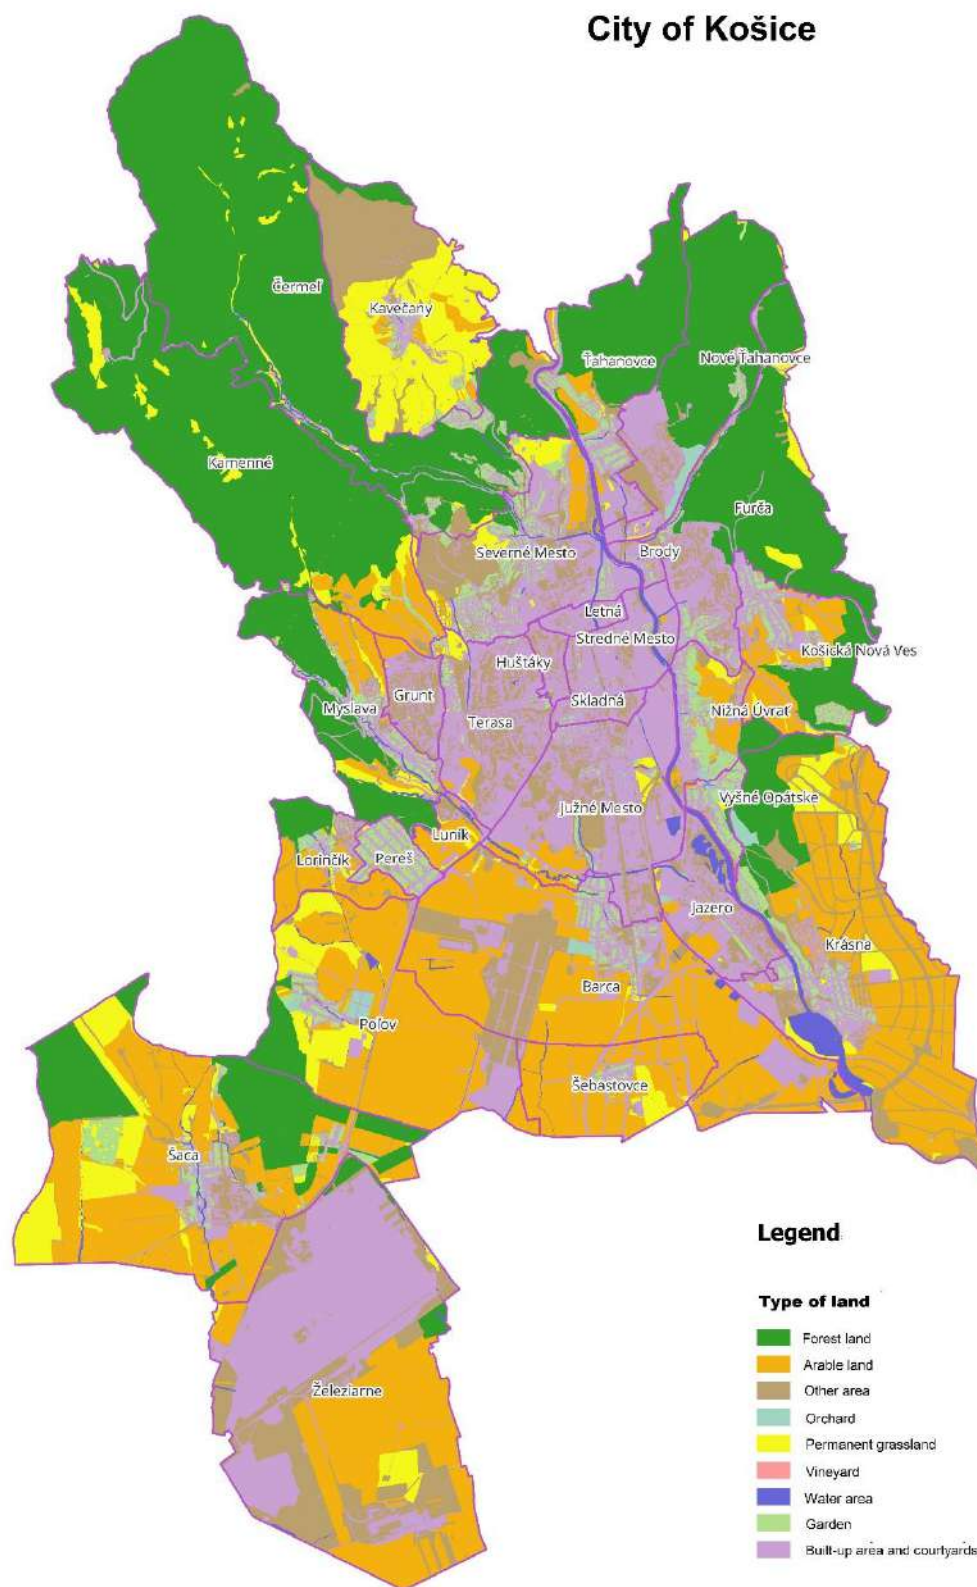 City of Košice
Čermeľ
Kavečany
Ťahanovce
Nové Ťahanovce
Kamenné
Furča
Severné Mesto
Brody
Letná
Stredné Mesto
Košická Nová Ves
Huštáky
Grunt
Skladná
Myslava
Nižná Úvrať
Terasa
Vyšné Opátske
Južné Mesto
Luník
Lorinčík
Pereš
Jazero
Krásna
Barca
Poľov
Šebastovce
Šaca
Železiarne
Legend
Type of land
Forest land
Arable land
Other area
Orchard
Permanent grassland
Vineyard
Water area
Garden
Built-up area and courtyards